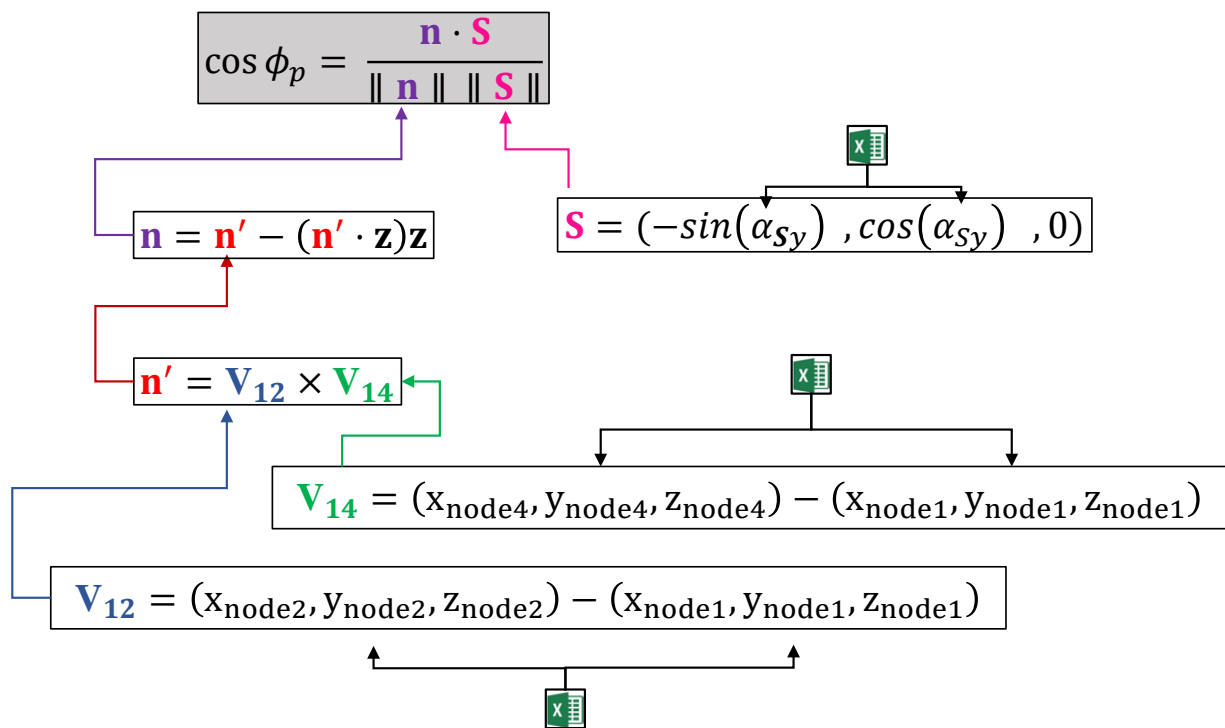 cos ϕ_p = n · S / ‖ n ‖ ‖ S ‖
n = n′ − (n′ · z)z
S = (−sin(α_Sy) , cos(α_Sy) , 0)
n′ = V_12 × V_14
V_14 = (x_node4, y_node4, z_node4) − (x_node1, y_node1, z_node1)
V_12 = (x_node2, y_node2, z_node2) − (x_node1, y_node1, z_node1)